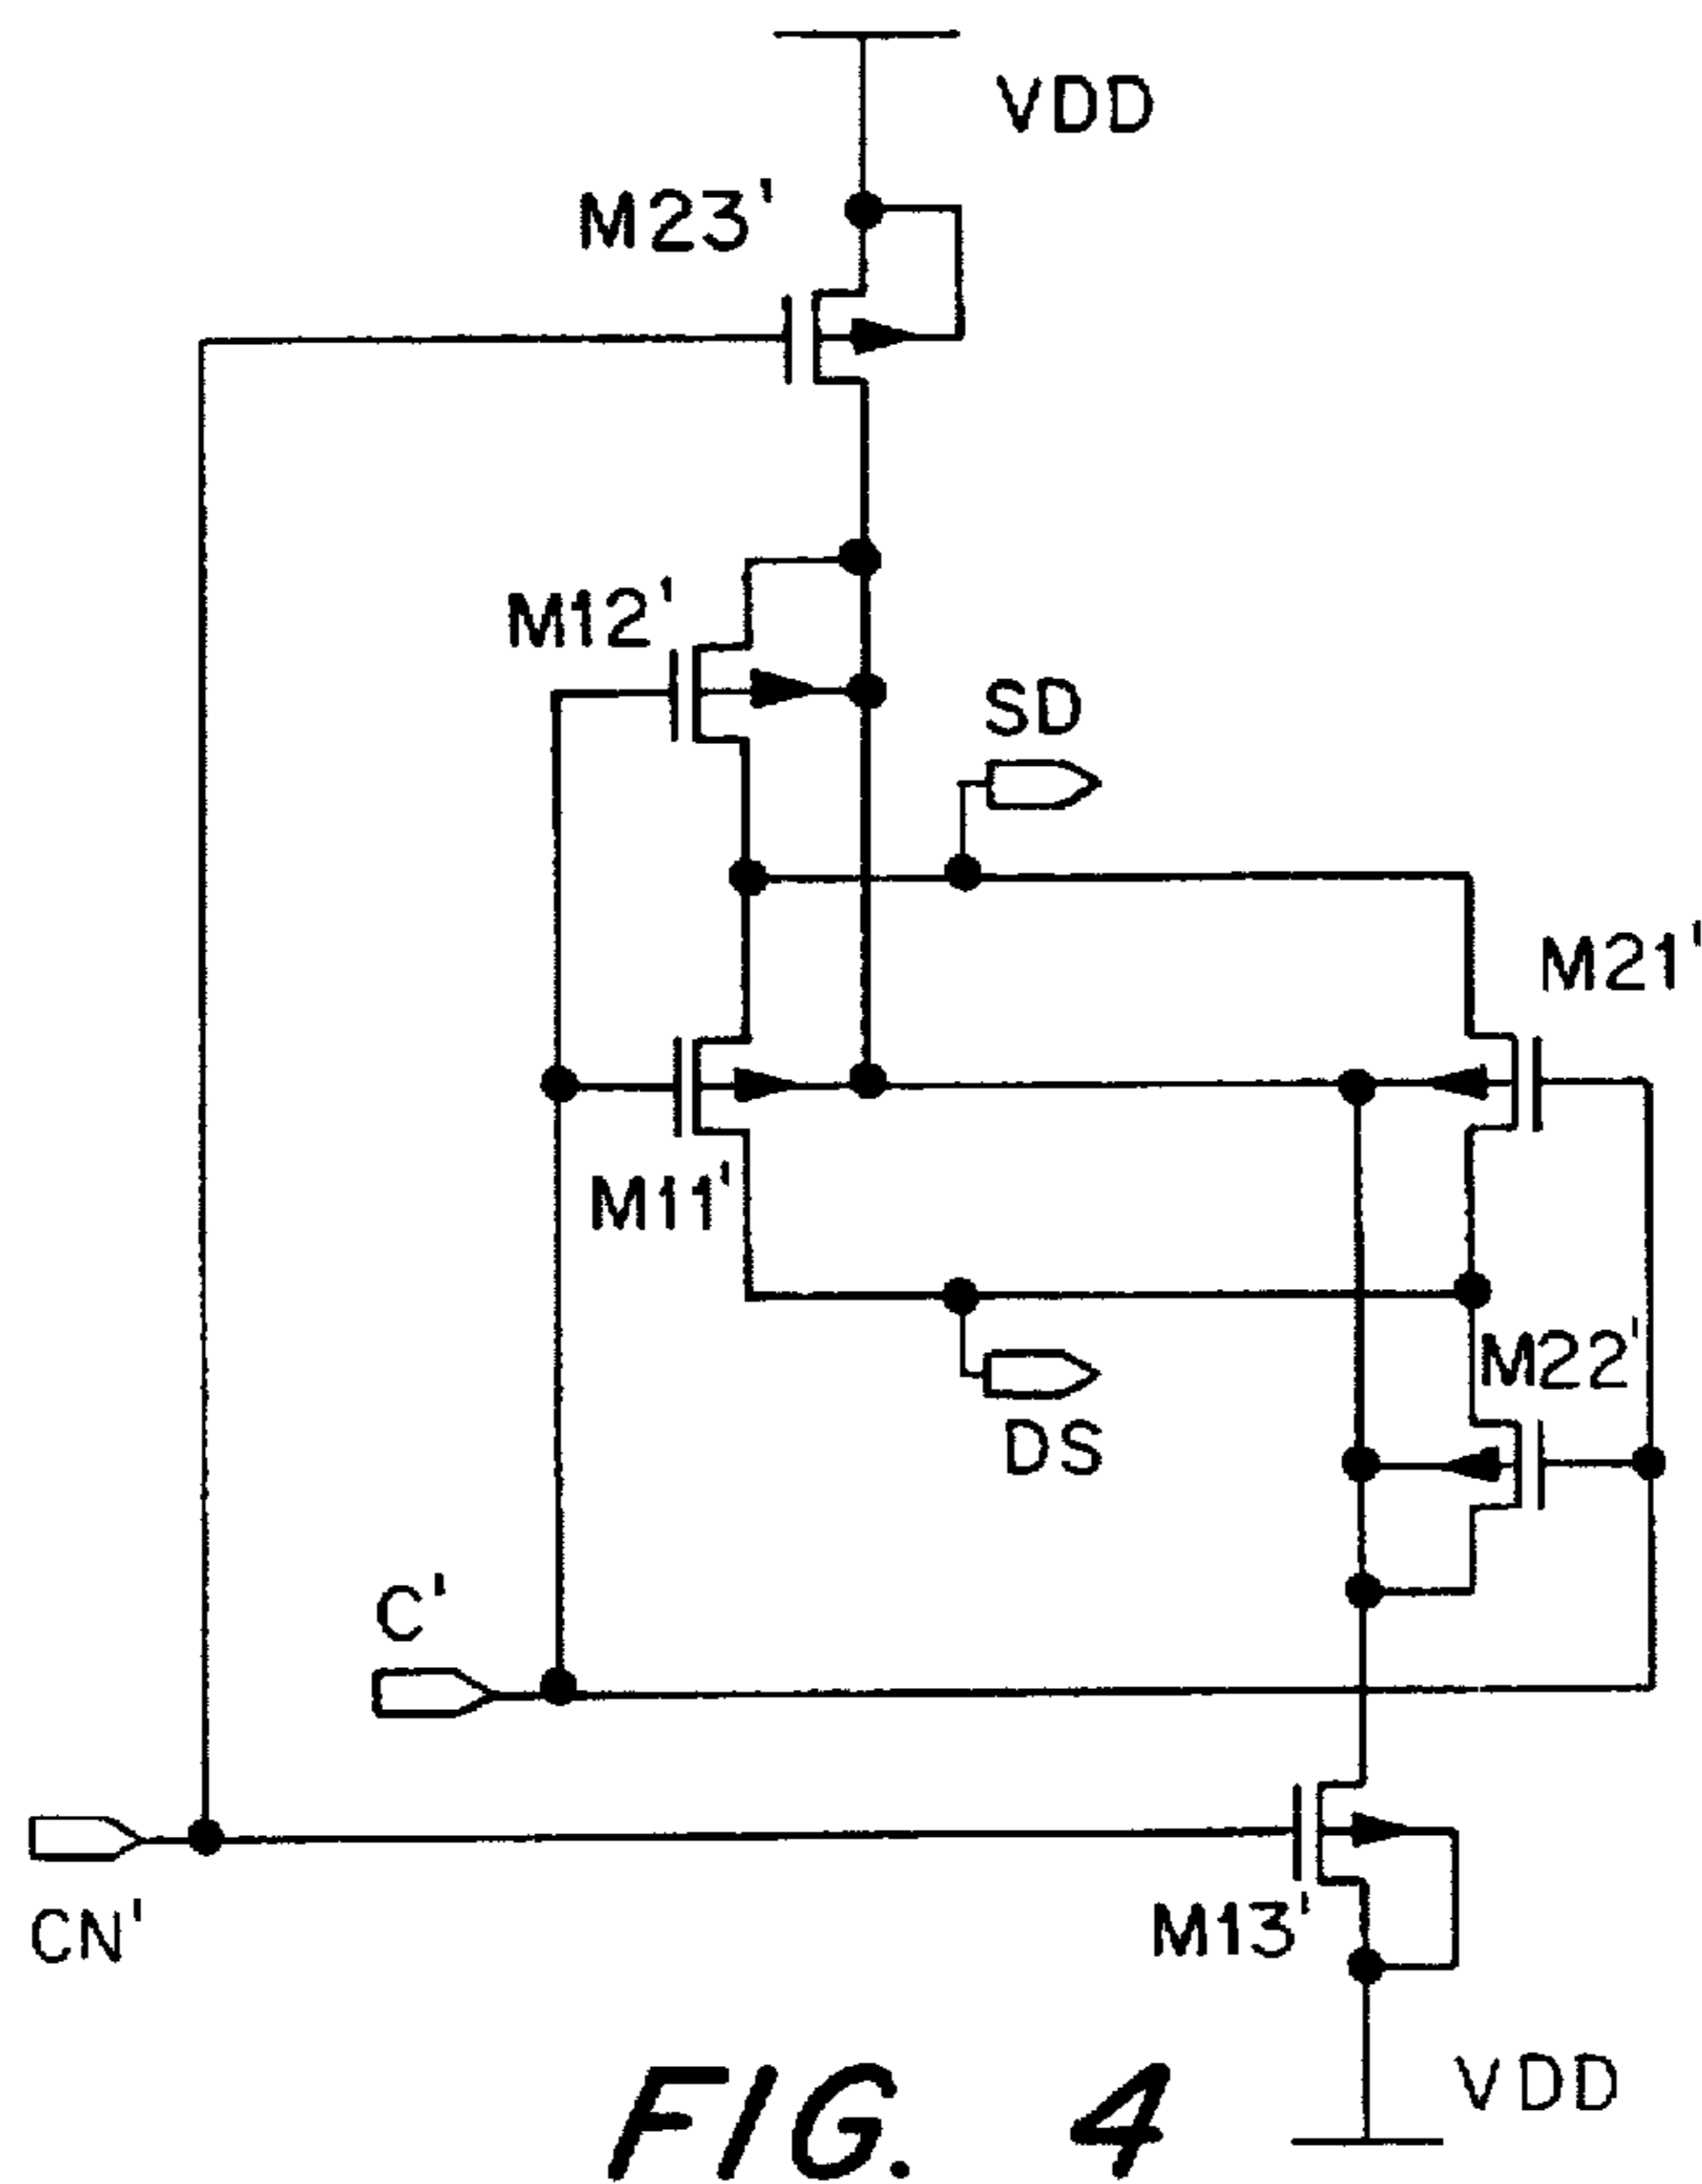 VDD
M23'
M12'
SD
M21'
M11'
M22'
DS
C'
CN'
M13'
VDD
FIG. 4